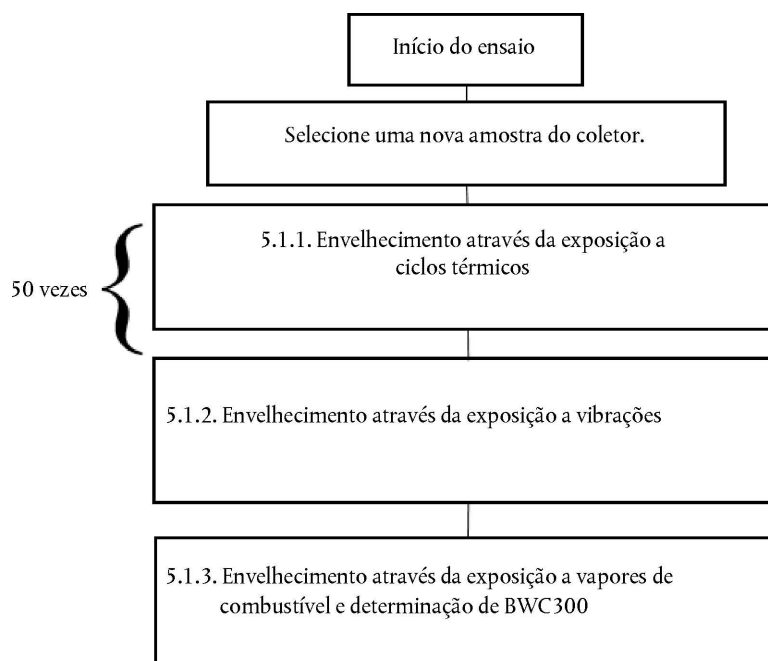 Início do ensaio
Selecione uma nova amostra do coletor.
5.1.1. Envelhecimento através da exposição a
ciclos térmicos
50 vezes
5.1.2. Envelhecimento através da exposição a vibrações
5.1.3. Envelhecimento através da exposição a vapores de
combustível e determinação de BWC300